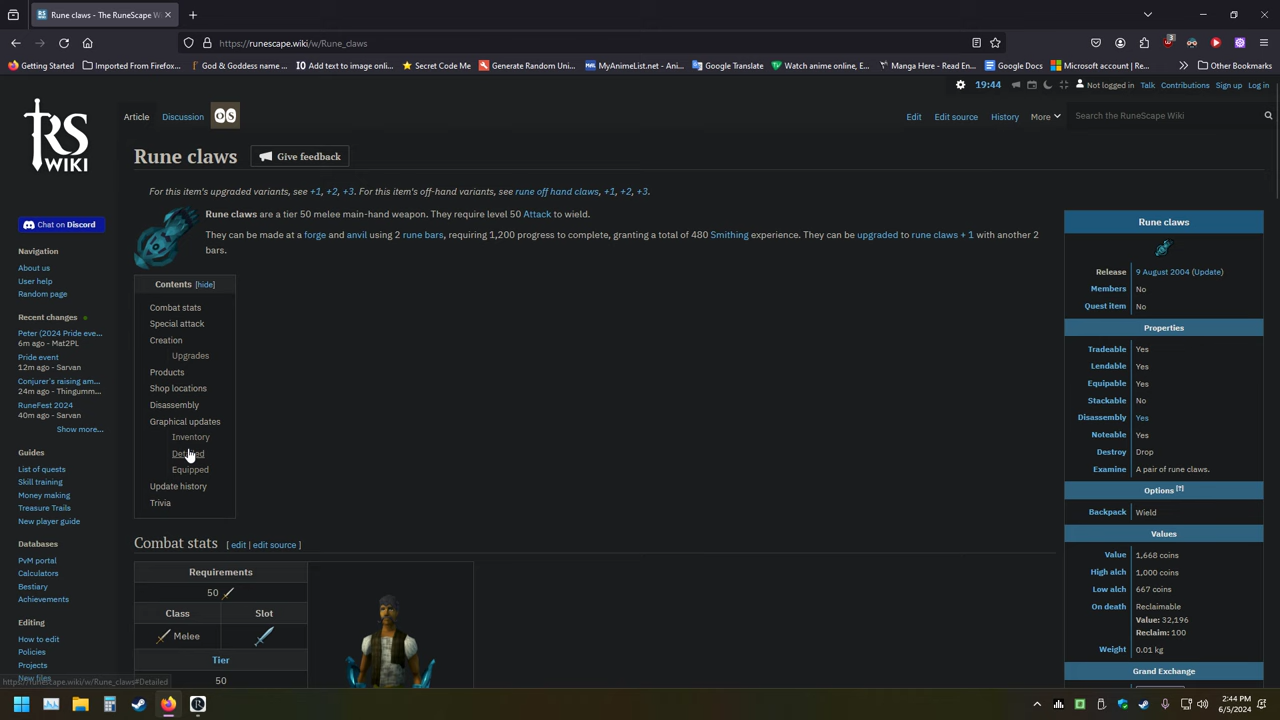 Rune claws - The RuneScape Wi
https://runescape.wiki/w/Rune_claws
Getting Started
Imported From Firefox...
God & Goddess name ...
Add text to online i...
Secret Code Me
Generate Random Uni...
MyAnimeList.net - Ani...
Google Translate
Watch anime online, E...
Manga Here - Read En...
Google Docs
Microsoft account | Re...
Other Bookmarks
19:44
Not logged in Talk Contributions Sign up Log in
RS
WIKI
Article Discussion OS
Edit Edit source History More
Search the RuneScape Wiki
Rune claws
Give feedback
For this item's upgraded variants, see +1, +2, +3. For this item's off-hand variants, see rune off hand claws, +1, +2, +3.
Rune claws are a tier 50 melee main-hand weapon. They require level 50 Attack to wield.
They can be made at a forge and anvil using 2 rune bars, requiring 1,200 progress to complete, granting a total of 480 Smithing experience. They can be upgraded to rune claws + 1 with another 2
bars.
Chat on Discord
Navigation
About us
User help
Random page
Recent changes
Peter (2024 Pride eve...
6m ago - Mat2PL
Pride event
12m ago - Sarvan
Conjurer's raising am...
24m ago - Thingumm...
RuneFest 2024
40m ago - Sarvan
Show more...
Guides
List of quests
Skill training
Money making
Treasure Trails
New player guide
Databases
PvM portal
Calculators
Bestiary
Achievements
Editing
How to edit
Policies
Projects
New files
Contents [hide]
Combat stats
Special attack
Creation
Upgrades
Products
Shop locations
Disassembly
Graphical updates
Inventory
Detailed
Equipped
Update history
Trivia
Combat stats [ edit | edit source ]
Requirements
50
Class Slot
Melee
Tier
50
Rune claws
Release 9 August 2004 (Update)
Members No
Quest item No
Properties
Tradeable Yes
Lendable Yes
Equipable Yes
Stackable No
Disassembly Yes
Noteable Yes
Destroy Drop
Examine A pair of rune claws.
Options [?]
Backpack Wield
Values
Value 1,668 coins
High alch 1,000 coins
Low alch 667 coins
On death Reclaimable
Value: 32,196
Reclaim: 100
Weight 0.01 kg
Grand Exchange
https://runescape.wiki/w/Rune_claws#Detailed
2:44 PM
6/5/2024